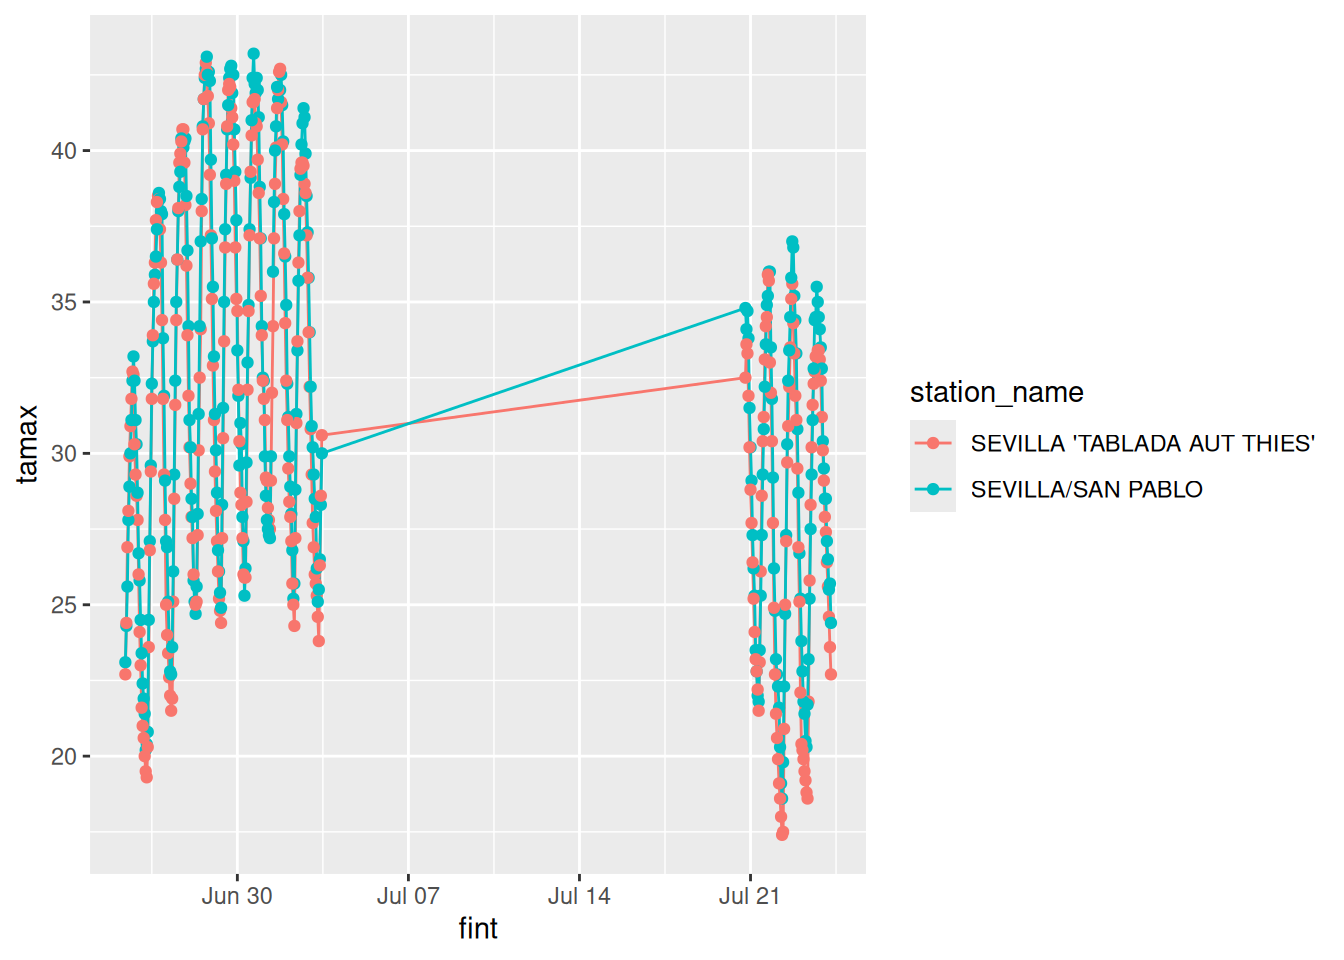 40
35
30
25
20
tamax
Jun 30
Jul 07
Jul 14
Jul 21
fint
station_name
SEVILLA 'TABLADA AUT THIES'
SEVILLA/SAN PABLO